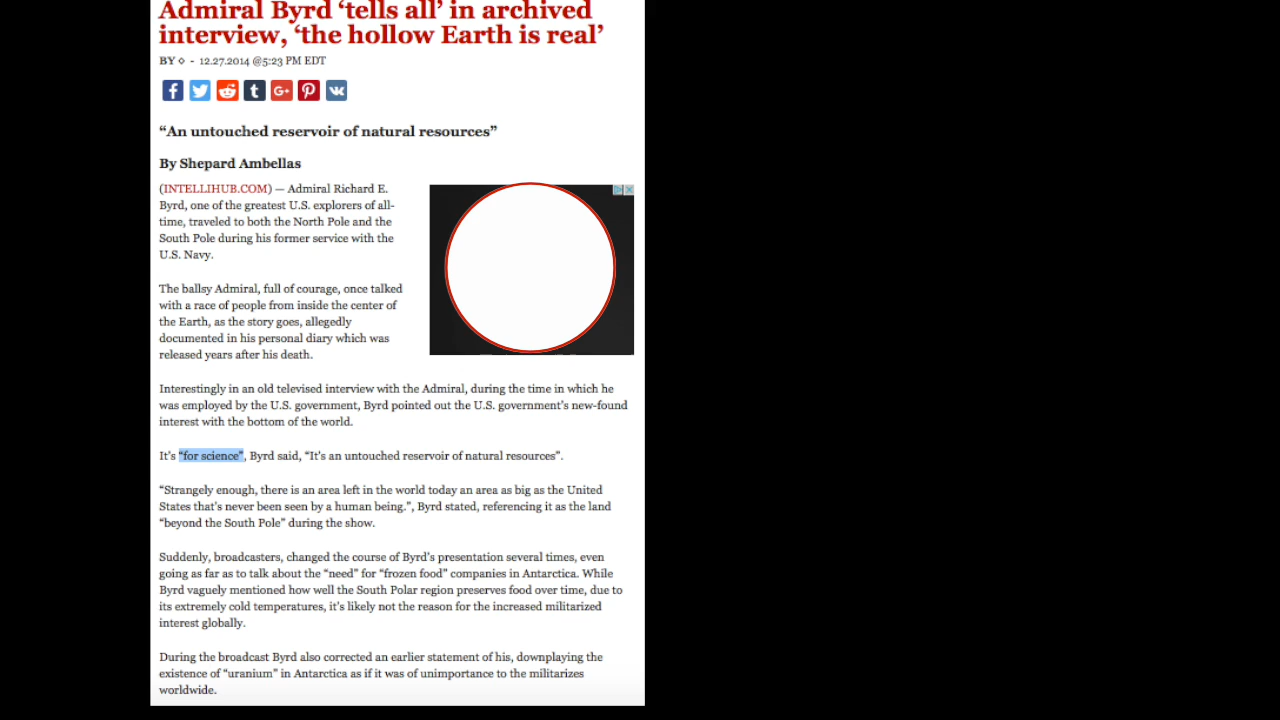 Admiral Byrd ‘tells all’ in archived
interview, ‘the hollow Earth is real’
BY ⋄ - 12.27.2014 @5:23 PM EDT
“An untouched reservoir of natural resources”
By Shepard Ambellas
(INTELLIHUB.COM) — Admiral Richard E.
Byrd, one of the greatest U.S. explorers of all-
time, traveled to both the North Pole and the
South Pole during his former service with the
U.S. Navy.
The ballsy Admiral, full of courage, once talked
with a race of people from inside the center of
the Earth, as the story goes, allegedly
documented in his personal diary which was
released years after his death.
Interestingly in an old televised interview with the Admiral, during the time in which he
was employed by the U.S. government, Byrd pointed out the U.S. government’s new-found
interest with the bottom of the world.
It’s “for science”, Byrd said, “It’s an untouched reservoir of natural resources”.
“Strangely enough, there is an area left in the world today an area as big as the United
States that’s never been seen by a human being.”, Byrd stated, referencing it as the land
“beyond the South Pole” during the show.
Suddenly, broadcasters, changed the course of Byrd’s presentation several times, even
going as far as to talk about the “need” for “frozen food” companies in Antarctica. While
Byrd vaguely mentioned how well the South Polar region preserves food over time, due to
its extremely cold temperatures, it’s likely not the reason for the increased militarized
interest globally.
During the broadcast Byrd also corrected an earlier statement of his, downplaying the
existence of “uranium” in Antarctica as if it was of unimportance to the militarizes
worldwide.